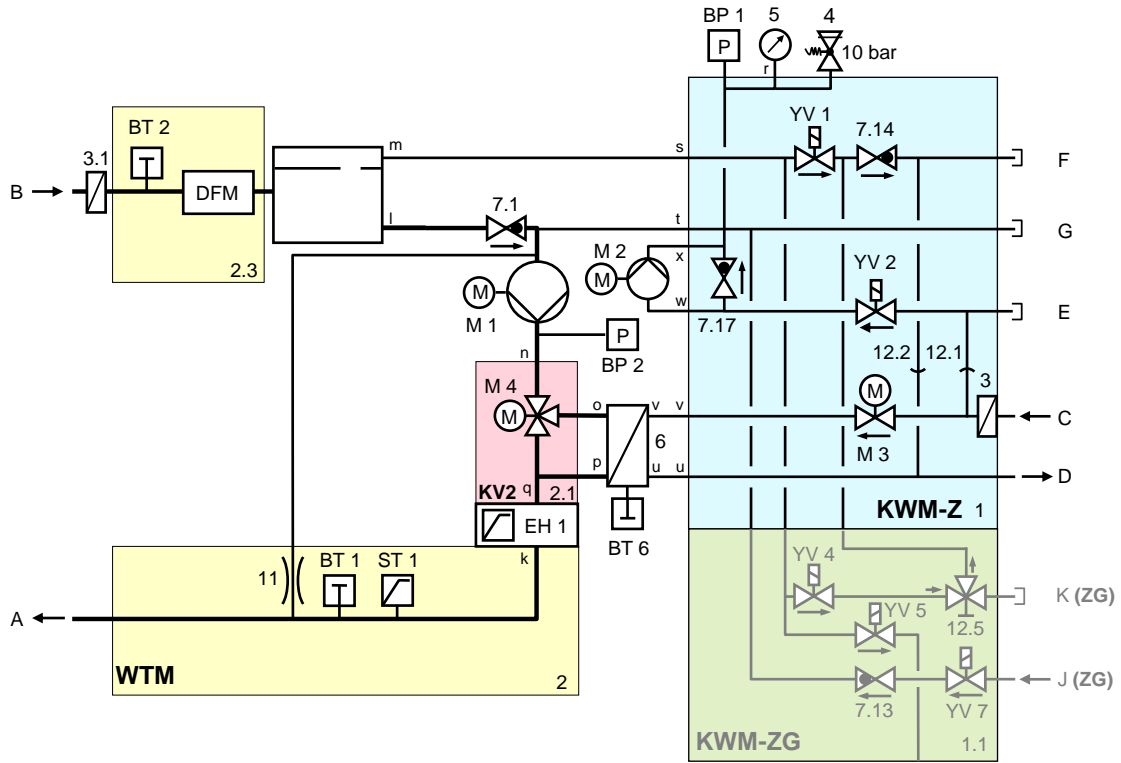 BP 1
5
4
P
r
10 bar
BT 2
3.1
m
s
YV 1
7.14
F
B
DFM
l
7.1
t
G
2.3
M 2
x
YV 2
M
M
w
E
M 1
7.17
P
BP 2
n
12.2
12.1
M 4
M
3
M
o
v
v
C
6
M 3
p
u
u
D
KV2
q
2.1
KWM-Z
1
EH 1
BT 6
k
YV 4
11
BT 1
ST 1
K (ZG)
YV 5
12.5
A
WTM
2
J (ZG)
7.13
YV 7
KWM-ZG
1.1